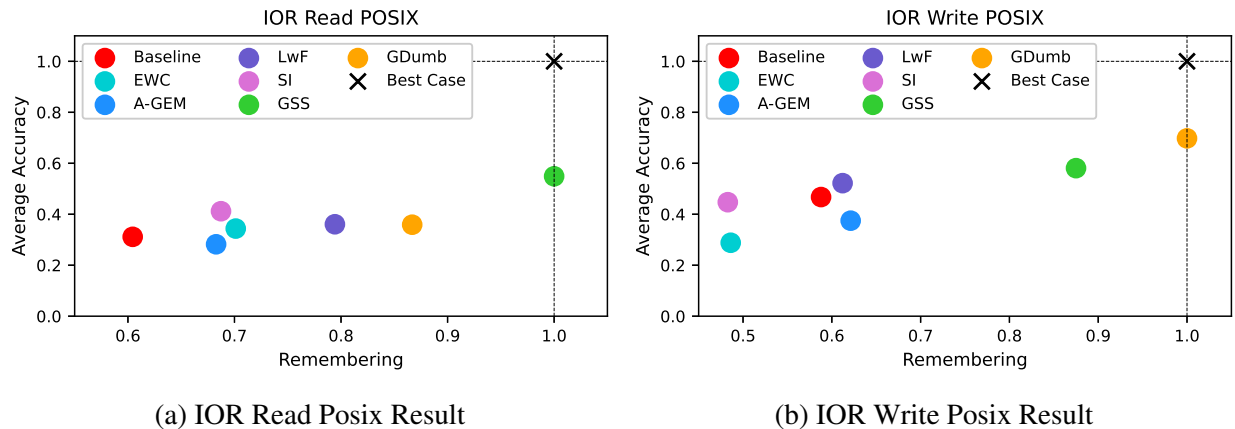 IOR Read POSIX
Baseline
EWC
A-GEM
LwF
SI
GSS
GDumb
Best Case
1.0
0.8
0.6
0.4
0.2
0.0
Average Accuracy
0.6 0.7 0.8 0.9 1.0
Remembering
(a) IOR Read Posix Result
IOR Write POSIX
Baseline
EWC
A-GEM
LwF
SI
GSS
GDumb
Best Case
1.0
0.8
0.6
0.4
0.2
0.0
Average Accuracy
0.5 0.6 0.7 0.8 0.9 1.0
Remembering
(b) IOR Write Posix Result